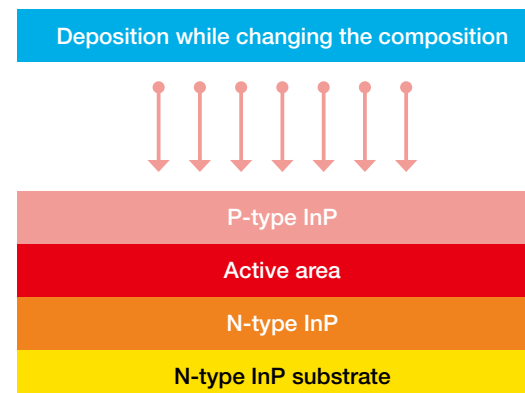 Deposition while changing the composition
P-type InP
Active area
N-type InP
N-type InP substrate